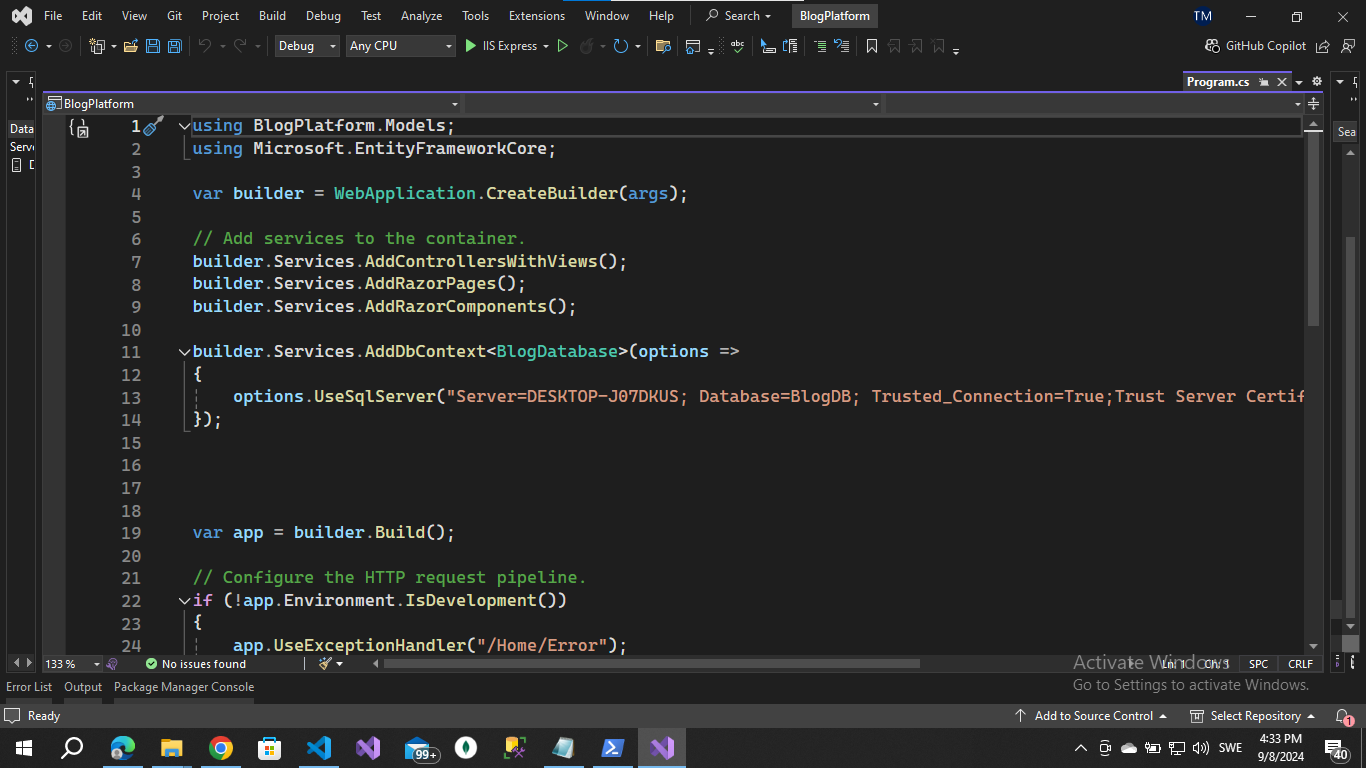 File Edit View Git Project Build Debug Test Analyze Tools Extensions Window Help Search BlogPlatform TM
Debug Any CPU IIS Express GitHub Copilot
Program.cs
BlogPlatform
Data
Serve
D
Sea
1 using BlogPlatform.Models;
2 using Microsoft.EntityFrameworkCore;
3
4 var builder = WebApplication.CreateBuilder(args);
5
6 // Add services to the container.
7 builder.Services.AddControllersWithViews();
8 builder.Services.AddRazorPages();
9 builder.Services.AddRazorComponents();
10
11 builder.Services.AddDbContext<BlogDatabase>(options =>
12 {
13 options.UseSqlServer("Server=DESKTOP-J07DKUS; Database=BlogDB; Trusted_Connection=True;Trust Server Certif
14 });
15
16
17
18
19 var app = builder.Build();
20
21 // Configure the HTTP request pipeline.
22 if (!app.Environment.IsDevelopment())
23 {
24 app.UseExceptionHandler("/Home/Error");
133 % No issues found Ln: 1 Ch: 1 SPC CRLF
Activate Windows
Go to Settings to activate Windows.
Error List Output Package Manager Console
Ready Add to Source Control Select Repository 1
99+ SWE 4:33 PM
9/8/2024 40